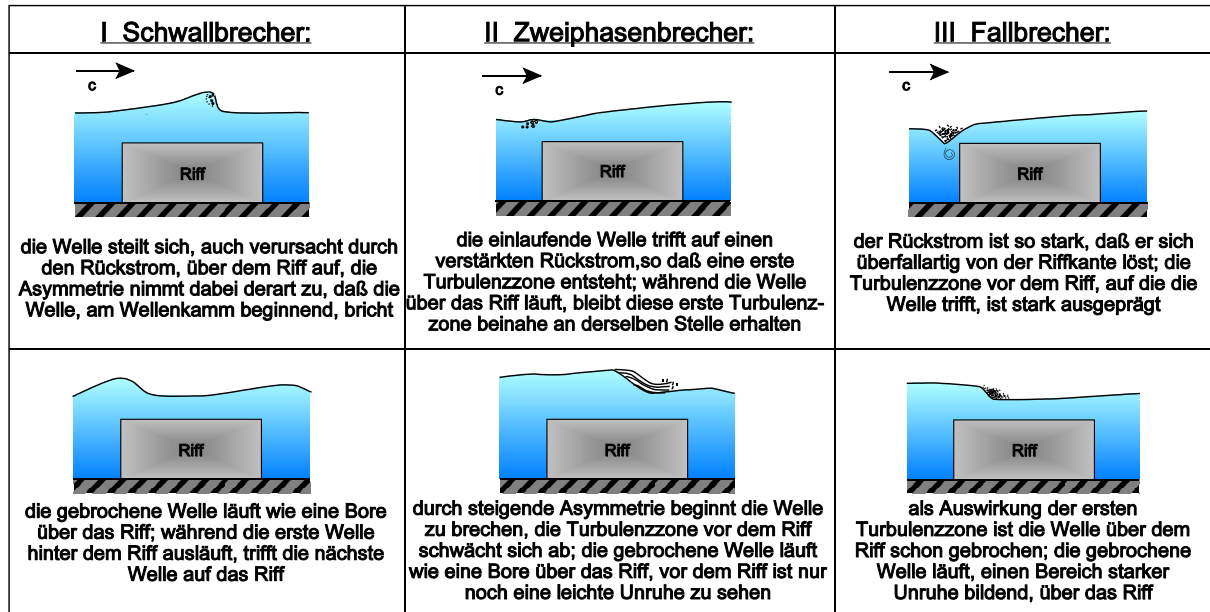 I Schwallbrecher:
c
Riff
die Welle steilt sich, auch verursacht durch
den Rückstrom, über dem Riff auf, die
Asymmetrie nimmt dabei derart zu, daß die
Welle, am Wellenkamm beginnend, bricht
Riff
die gebrochene Welle läuft wie eine Bore
über das Riff; während die erste Welle
hinter dem Riff ausläuft, trifft die nächste
Welle auf das Riff
II Zweiphasenbrecher:
c
Riff
die einlaufende Welle trifft auf einen
verstärkten Rückstrom,so daß eine erste
Turbulenzzone entsteht; während die Welle
über das Riff läuft, bleibt diese erste Turbulenz-
zone beinahe an derselben Stelle erhalten
Riff
durch steigende Asymmetrie beginnt die Welle
zu brechen, die Turbulenzzone vor dem Riff
schwächt sich ab; die gebrochene Welle läuft
wie eine Bore über das Riff, vor dem Riff ist nur
noch eine leichte Unruhe zu sehen
III Fallbrecher:
c
Riff
der Rückstrom ist so stark, daß er sich
überfallartig von der Riffkante löst; die
Turbulenzzone vor dem Riff, auf die die
Welle trifft, ist stark ausgeprägt
Riff
als Auswirkung der ersten
Turbulenzzone ist die Welle über dem
Riff schon gebrochen; die gebrochene
Welle läuft, einen Bereich starker
Unruhe bildend, über das Riff